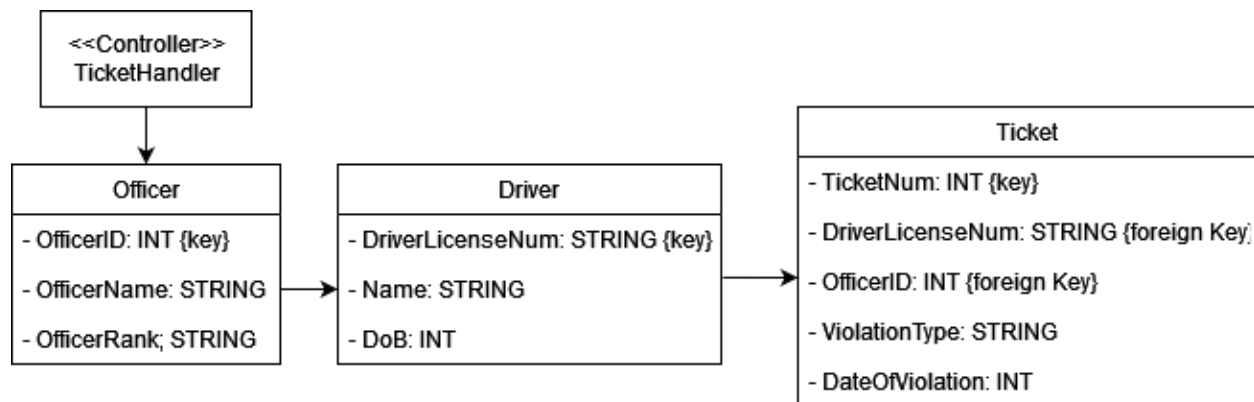 <<Controller>>
TicketHandler
Officer
- OfficerID: INT {key}
- OfficerName: STRING
- OfficerRank; STRING
Driver
- DriverLicenseNum: STRING {key}
- Name: STRING
- DoB: INT
Ticket
- TicketNum: INT {key}
- DriverLicenseNum: STRING {foreign Key}
- OfficerID: INT {foreign Key}
- ViolationType: STRING
- DateOfViolation: INT